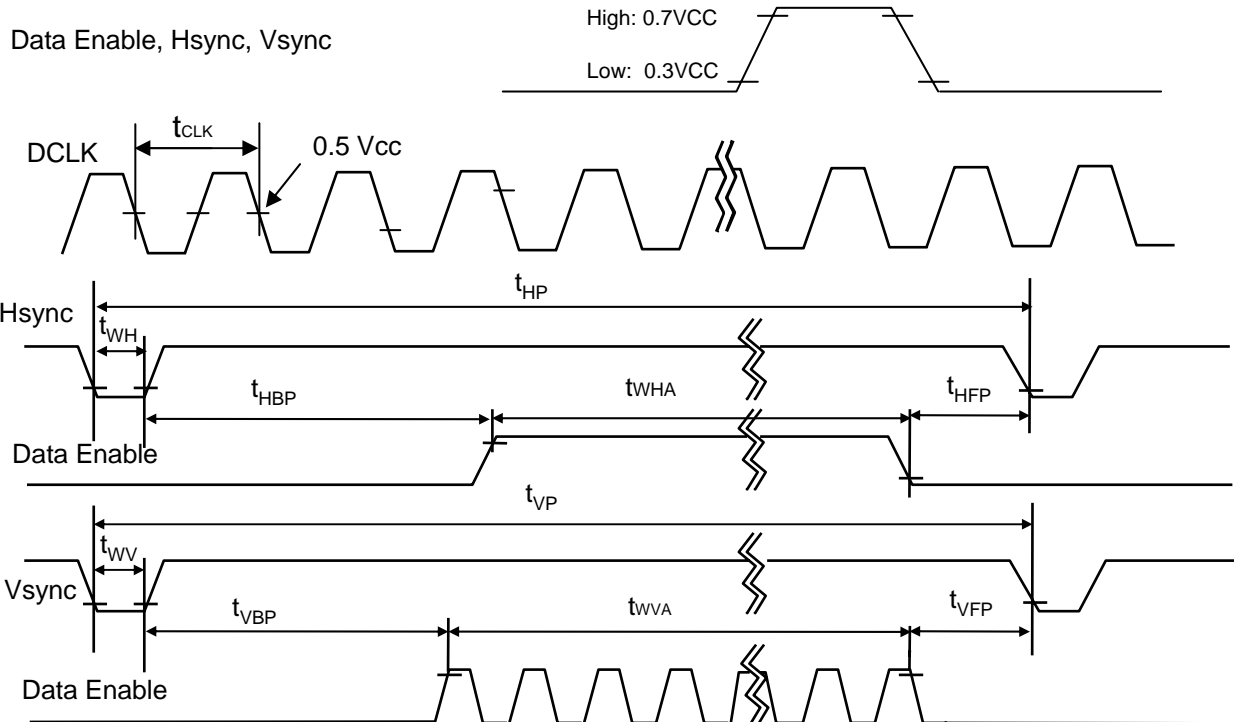 High: 0.7VCC
Data Enable, Hsync, Vsync
Low: 0.3VCC
tCLK
DCLK
0.5 Vcc
tHP
Hsync
tWH
tHBP
tWHA
tHFP
Data Enable
tVP
tWV
Vsync
tVBP
tWVA
tVFP
Data Enable